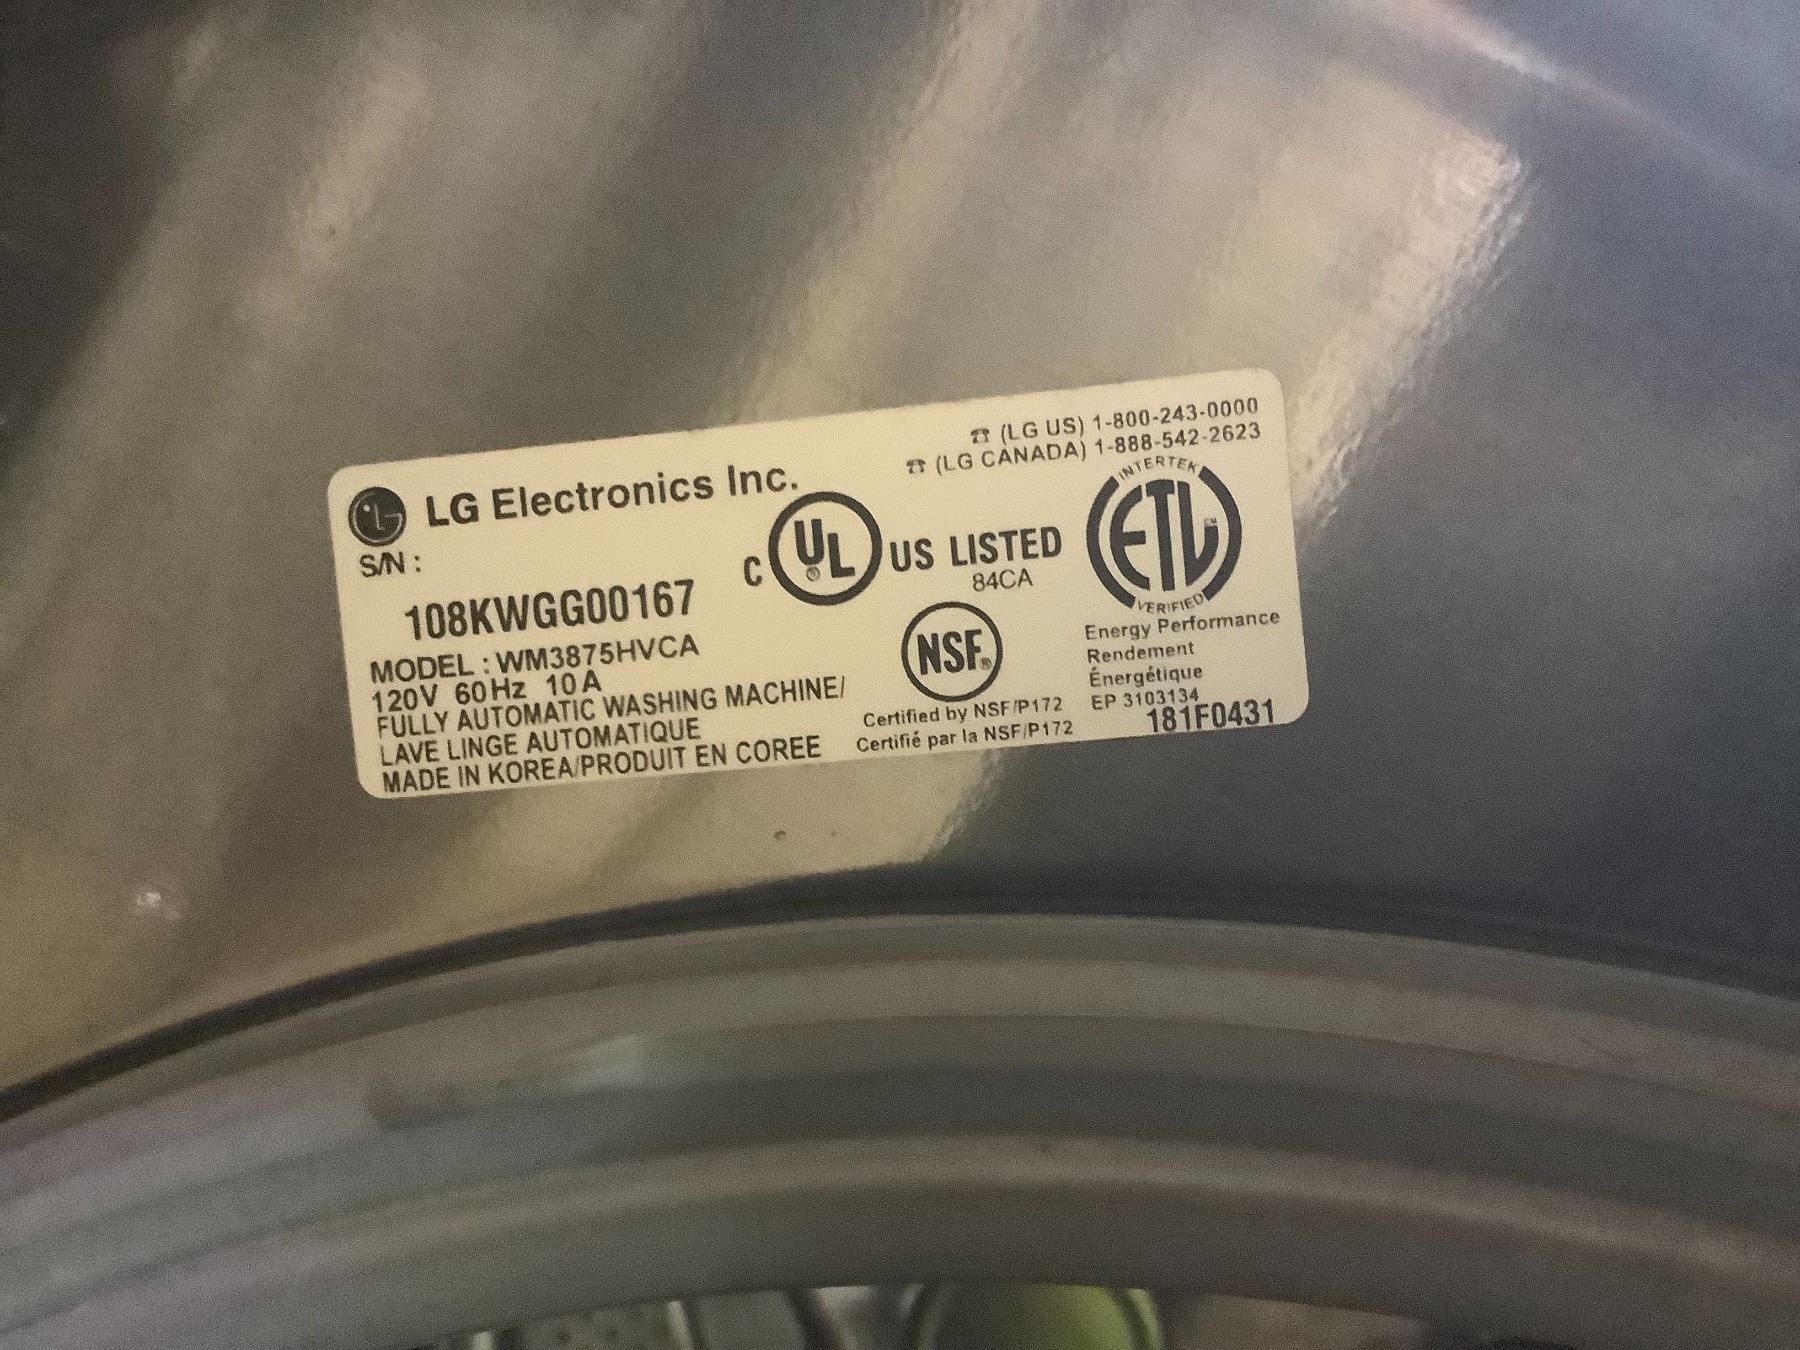 ☎ (LG US) 1-800-243-0000
☎ (LG CANADA) 1-888-542-2623
LG Electronics Inc.
S/N :
108KWGG00167
MODEL : WM3875HVCA
120V 60Hz 10A
FULLY AUTOMATIC WASHING MACHINE/
LAVE LINGE AUTOMATIQUE
MADE IN KOREA/PRODUIT EN COREE
C UL® US LISTED
84CA
NSF®
Certified by NSF/P172
Certifié par la NSF/P172
INTERTEK
ETL CM
VERIFIED
Energy Performance
Rendement
Énergétique
EP 3103134
181F0431